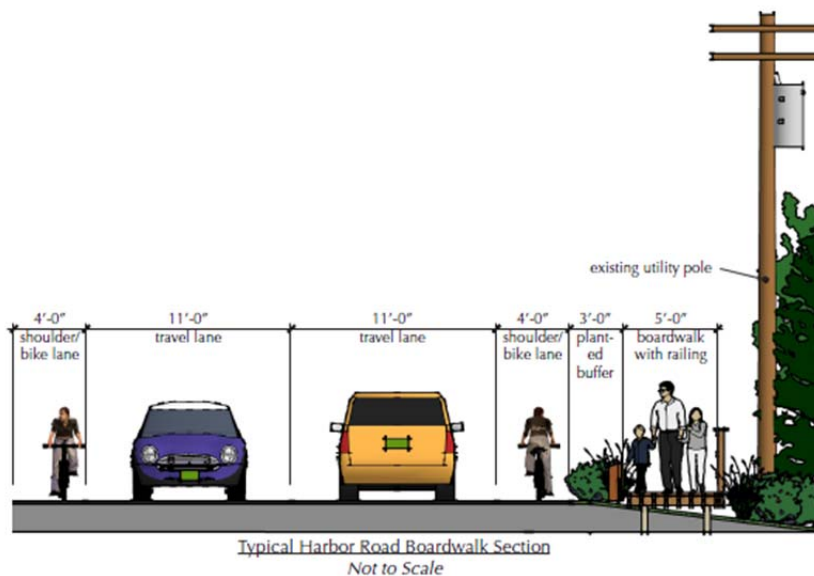 existing utility pole
4'-0" 11'-0" 11'-0" 4'-0" 3'-0" 5'-0"
shoulder/ travel lane travel lane shoulder/ plant- boardwalk
bike lane bike lane ed with railing
buffer
Typical Harbor Road Boardwalk Section
Not to Scale